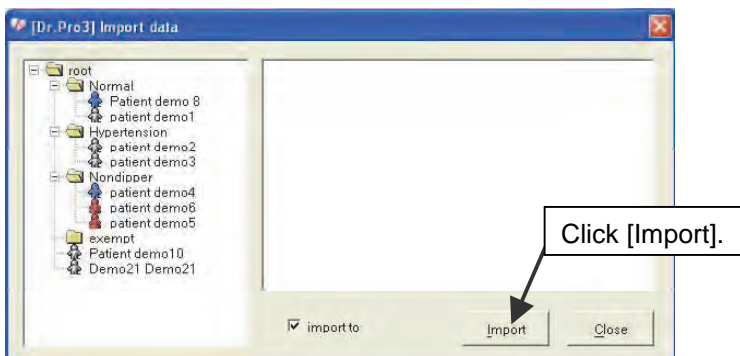 [Dr.Pro3] Import data
root
Normal
Patient demo 8
patient demo1
Hypertension
patient demo2
patient demo3
Nondipper
patient demo4
patient demo6
patient demo5
exempt
Patient demo10
Demo21 Demo21
Click [Import].
import to
Import
Close